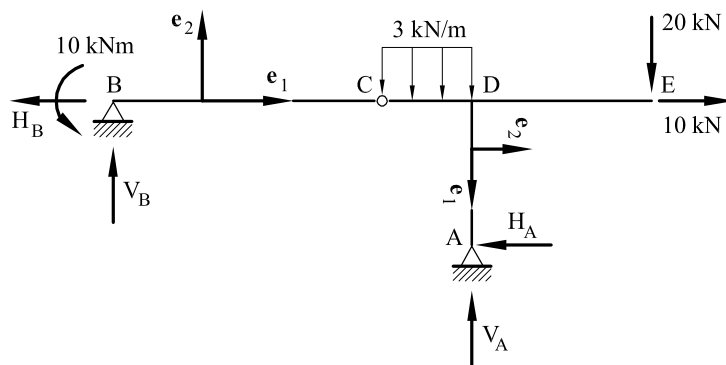 10 kNm
e₂
3 kN/m
20 kN
B
e₁
C
D
E
H_B
10 kN
e₂
V_B
e₁
A
H_A
V_A